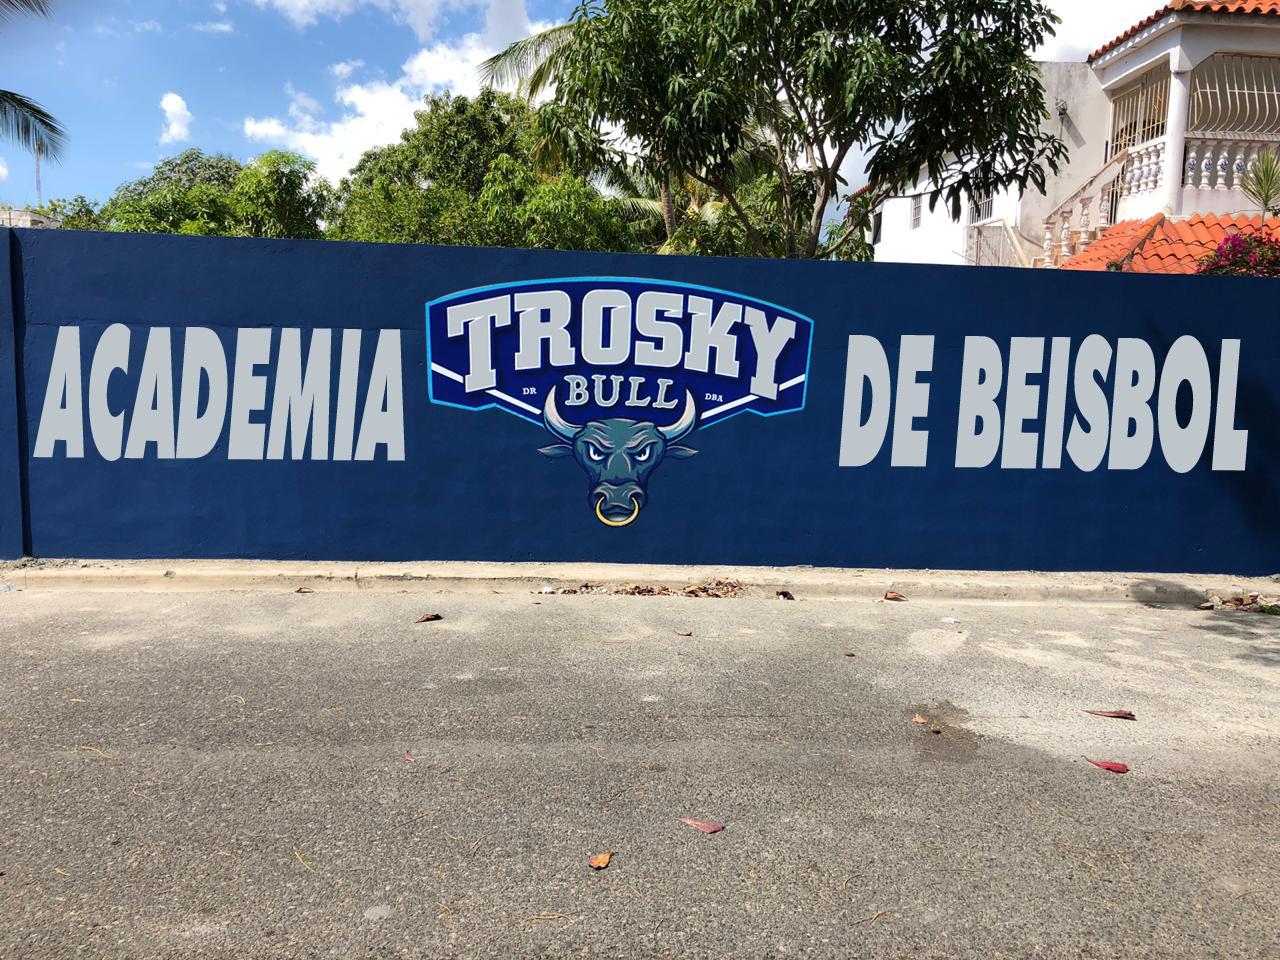 ACADEMIA
TROSKY
BULL
DR
DBA
DE BEISBOL